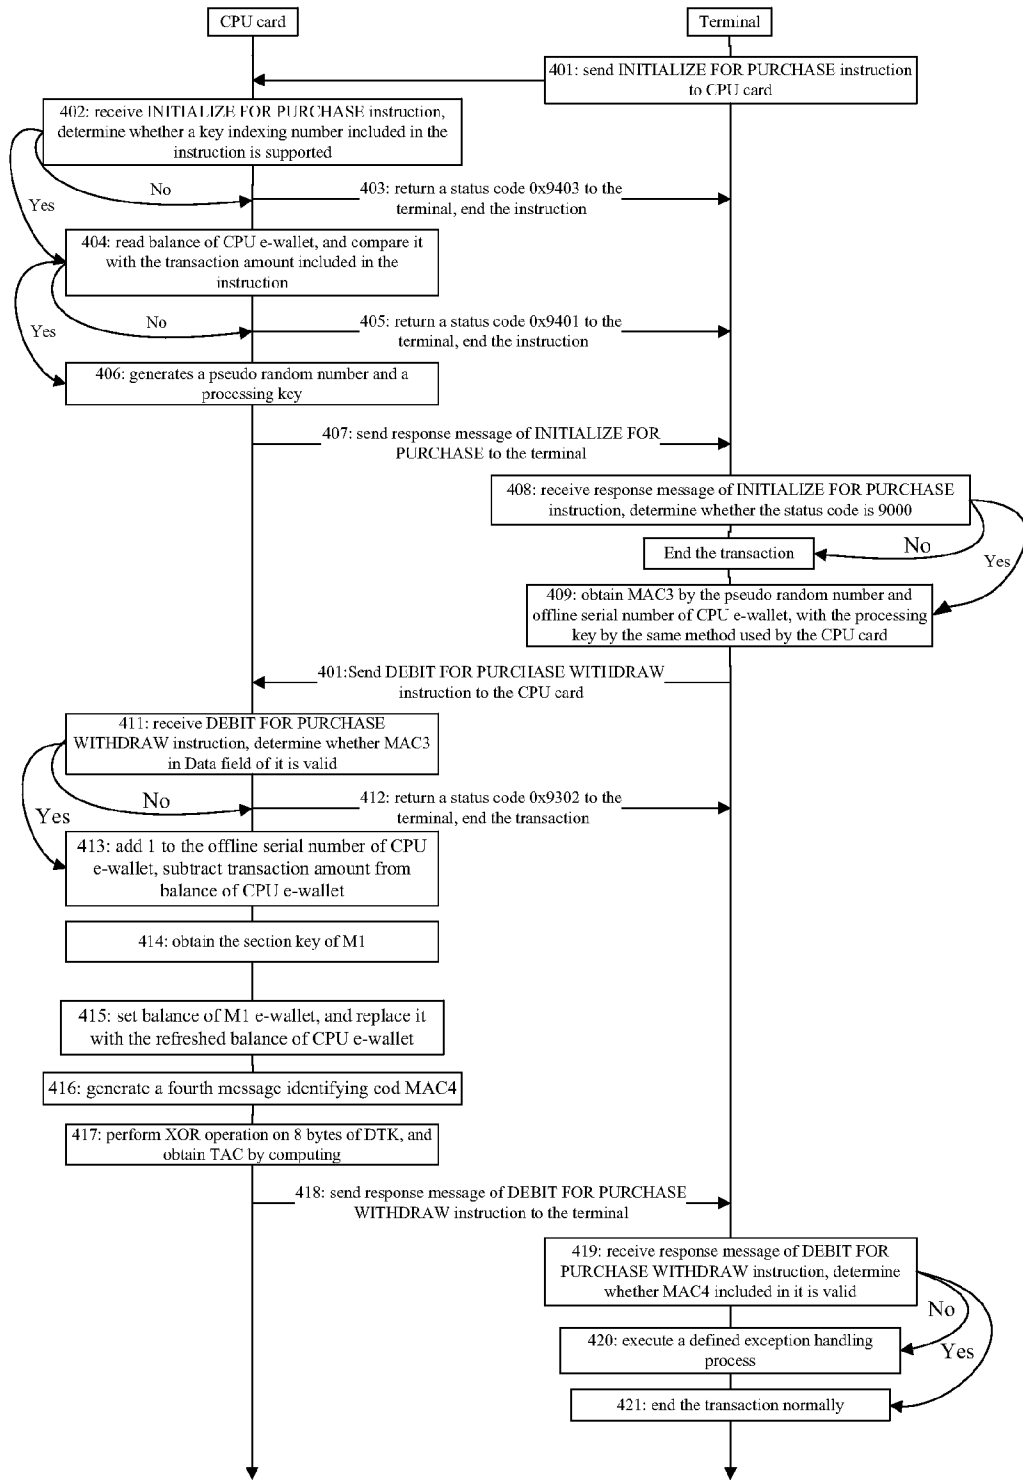 CPU card
Terminal
401: send INITIALIZE FOR PURCHASE instruction
to CPU card
402: receive INITIALIZE FOR PURCHASE instruction,
determine whether a key indexing number included in the
instruction is supported
No
Yes
403: return a status code 0x9403 to the
terminal, end the instruction
404: read balance of CPU e-wallet, and compare it
with the transaction amount included in the
instruction
No
Yes
405: return a status code 0x9401 to the
terminal, end the instruction
406: generates a pseudo random number and a
processing key
407: send response message of INITIALIZE FOR
PURCHASE to the terminal
408: receive response message of INITIALIZE FOR PURCHASE
instruction, determine whether the status code is 9000
End the transaction
No
Yes
409: obtain MAC3 by the pseudo random number and
offline serial number of CPU e-wallet, with the processing
key by the same method used by the CPU card
401:Send DEBIT FOR PURCHASE WITHDRAW
instruction to the CPU card
411: receive DEBIT FOR PURCHASE
WITHDRAW instruction, determine whether MAC3
in Data field of it is valid
No
Yes
412: return a status code 0x9302 to the
terminal, end the transaction
413: add 1 to the offline serial number of CPU
e-wallet, subtract transaction amount from
balance of CPU e-wallet
414: obtain the section key of M1
415: set balance of M1 e-wallet, and replace it
with the refreshed balance of CPU e-wallet
416: generate a fourth message identifying cod MAC4
417: perform XOR operation on 8 bytes of DTK, and
obtain TAC by computing
418: send response message of DEBIT FOR PURCHASE
WITHDRAW instruction to the terminal
419: receive response message of DEBIT FOR
PURCHASE WITHDRAW instruction, determine
whether MAC4 included in it is valid
No
Yes
420: execute a defined exception handling
process
421: end the transaction normally